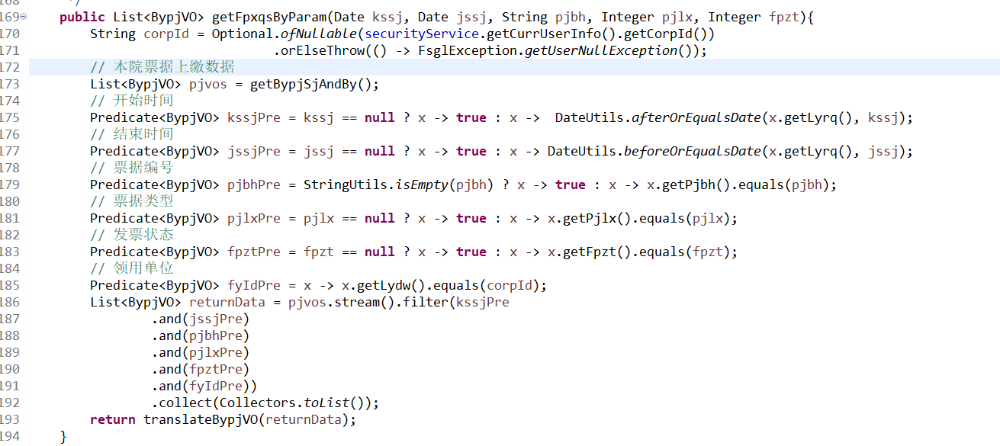 168     */
169 public List<BypjVO> getFpxqsByParam(Date kssj, Date jssj, String pjbh, Integer pjlx, Integer fpzt){
170 String corpId = Optional.ofNullable(securityService.getCurrUserInfo().getCorpId())
171 .orElseThrow(() -> FsglException.getUserNullException());
172 // 本院票据上缴数据
173 List<BypjVO> pjvos = getBypjSjAndBy();
174 // 开始时间
175 Predicate<BypjVO> kssjPre = kssj == null ? x -> true : x ->  DateUtils.afterOrEqualsDate(x.getLyrq(), kssj);
176 // 结束时间
177 Predicate<BypjVO> jssjPre = jssj == null ? x -> true : x -> DateUtils.beforeOrEqualsDate(x.getLyrq(), jssj);
178 // 票据编号
179 Predicate<BypjVO> pjbhPre = StringUtils.isEmpty(pjbh) ? x -> true : x -> x.getPjbh().equals(pjbh);
180 // 票据类型
181 Predicate<BypjVO> pjlxPre = pjlx == null ? x -> true : x -> x.getPjlx().equals(pjlx);
182 // 发票状态
183 Predicate<BypjVO> fpztPre = fpzt == null ? x -> true : x -> x.getFpzt().equals(fpzt);
184 // 领用单位
185 Predicate<BypjVO> fyIdPre = x -> x.getLydw().equals(corpId);
186 List<BypjVO> returnData = pjvos.stream().filter(kssjPre
187 .and(jssjPre)
188 .and(pjbhPre)
189 .and(pjlxPre)
190 .and(fpztPre)
191 .and(fyIdPre))
192 .collect(Collectors.toList());
193 return translateBypjVO(returnData);
194 }